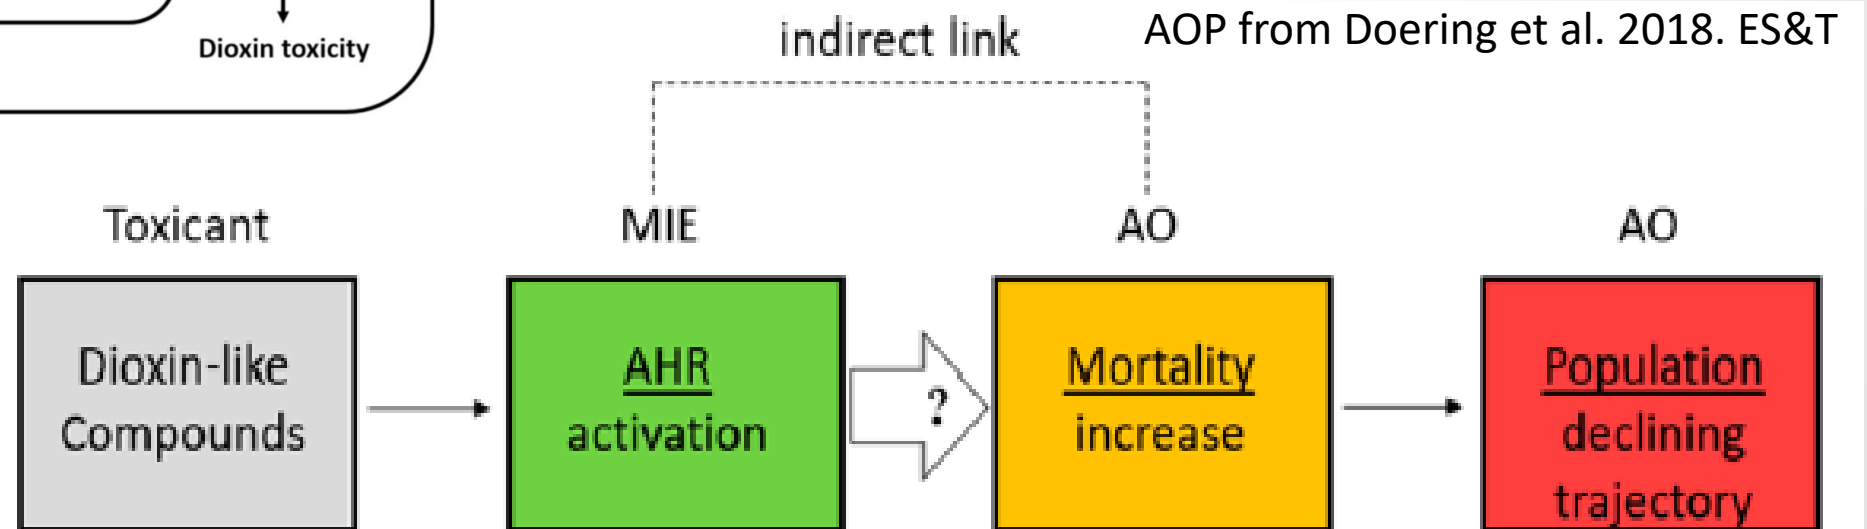 Dioxin toxicity
indirect link
AOP from Doering et al. 2018. ES&T
Toxicant
MIE
AO
AO
Dioxin-like
Compounds
AHR
activation
?
Mortality
increase
Population
declining
trajectory